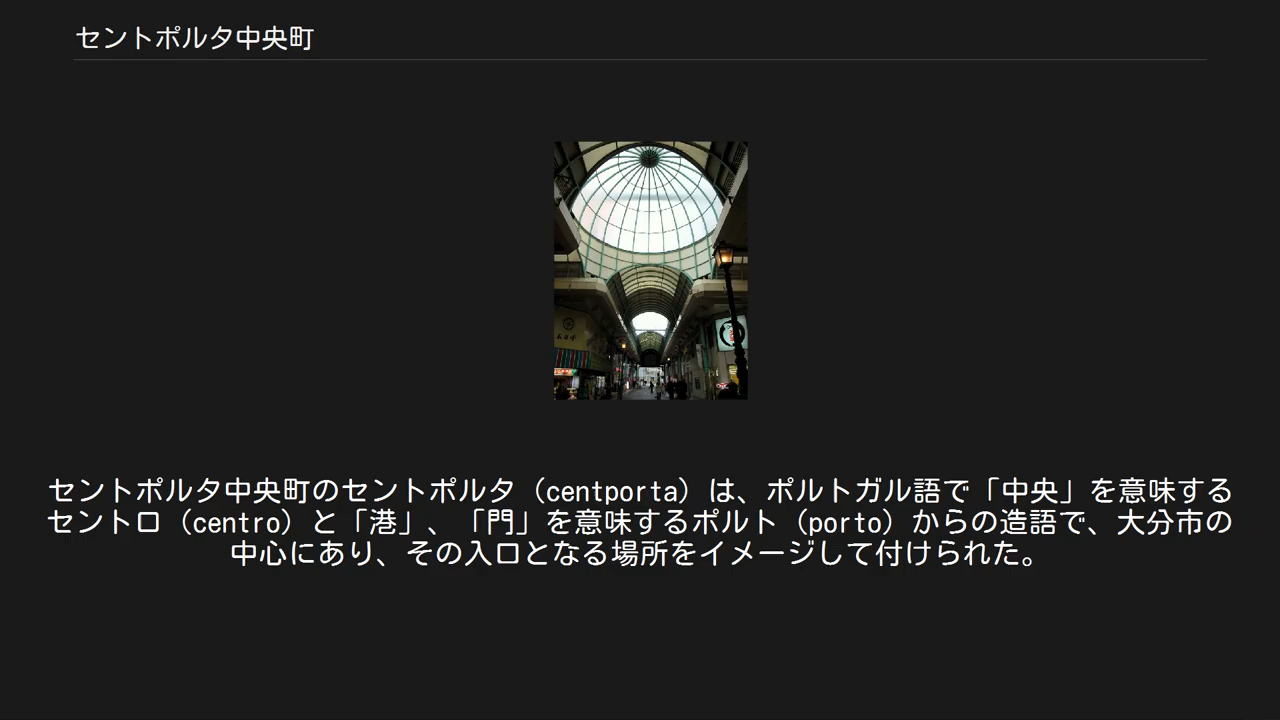 セントポルタ中央町
セントポルタ中央町のセントポルタ（centporta）は、ポルトガル語で「中央」を意味する
セントロ（centro）と「港」、「門」を意味するポルト（porto）からの造語で、大分市の
中心にあり、その入口となる場所をイメージして付けられた。